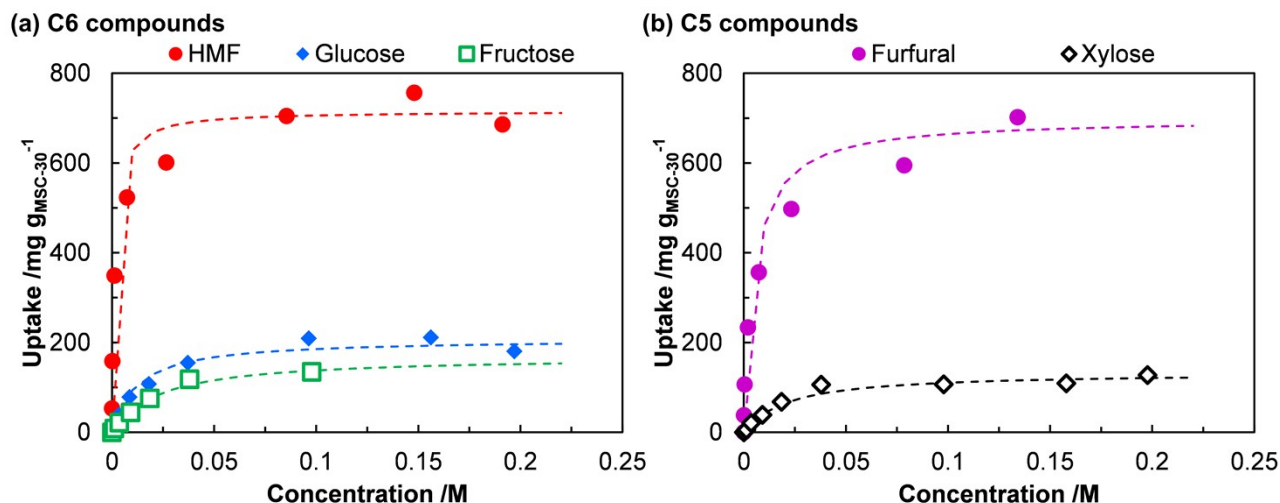 (a) C6 compounds
HMF Glucose Fructose
800
600
400
200
0
0 0.05 0.1 0.15 0.2 0.25
Uptake /mg gMSC-30-1
Concentration /M
(b) C5 compounds
Furfural Xylose
800
600
400
200
0
0 0.05 0.1 0.15 0.2 0.25
Uptake /mg gMSC-30-1
Concentration /M